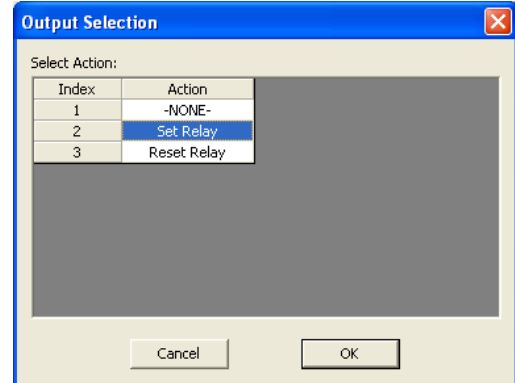 Output Selection
Select Action:
Index Action
1 -NONE-
2 Set Relay
3 Reset Relay
Cancel OK